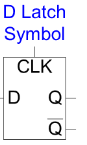 D Latch
Symbol
CLK
D Q
Q̅